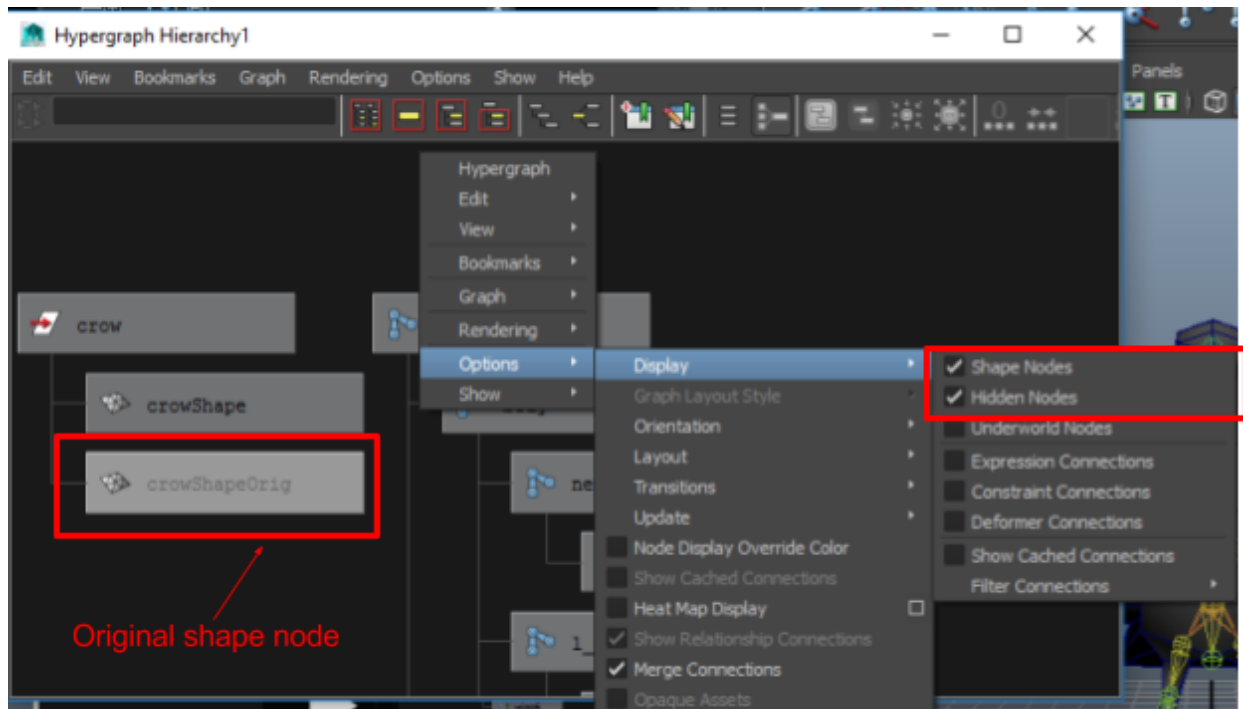 Hypergraph Hierarchy1
Edit View Bookmarks Graph Rendering Options Show Help
Panels
Hypergraph
Edit
View
Bookmarks
Graph
Rendering
Options
Show
crow
crowShape
crowShapeOrig
Original shape node
ne
1_
Display
Graph Layout Style
Orientation
Layout
Transitions
Update
Node Display Override Color
Show Cached Connections
Heat Map Display
Show Relationship Connections
Merge Connections
Opaque Assets
Shape Nodes
Hidden Nodes
Underworld Nodes
Expression Connections
Constraint Connections
Deformer Connections
Show Cached Connections
Filter Connections